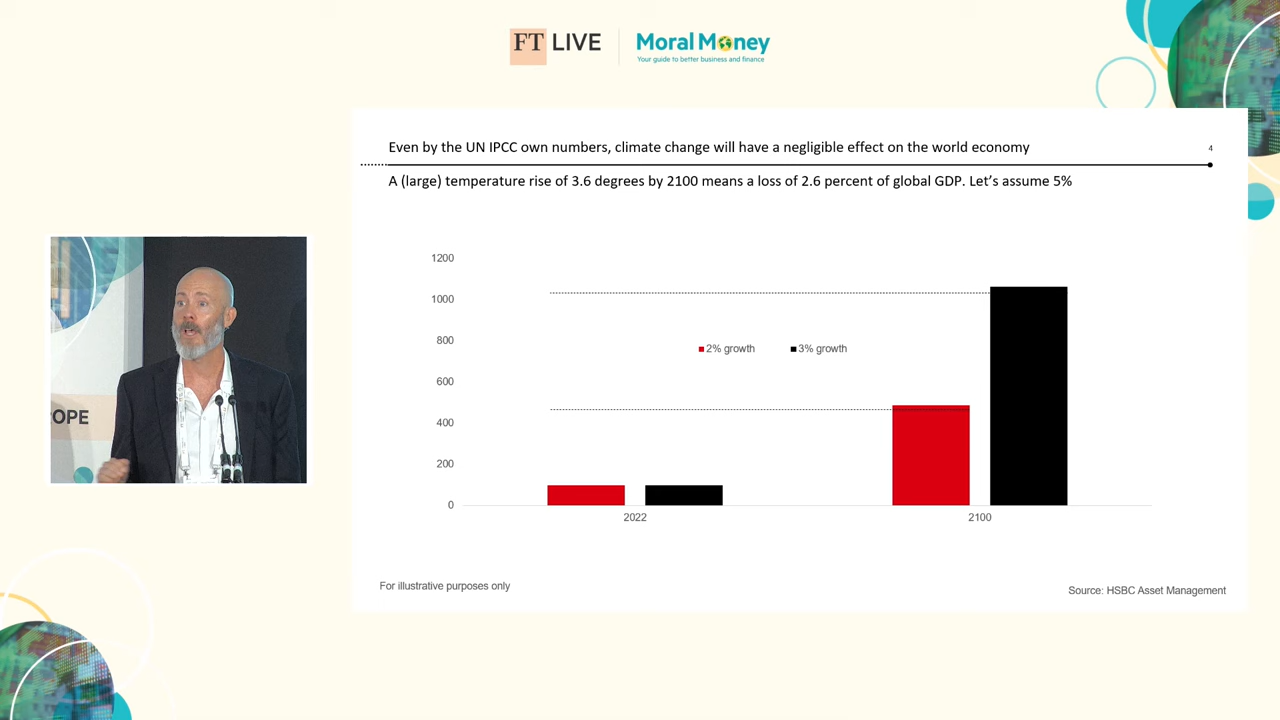 FT LIVE
Moral Money
Your guide to better business and finance
Even by the UN IPCC own numbers, climate change will have a negligible effect on the world economy
4
A (large) temperature rise of 3.6 degrees by 2100 means a loss of 2.6 percent of global GDP. Let's assume 5%
1200
1000
800
600
400
200
0
2% growth 3% growth
2022 2100
OPE
For illustrative purposes only
Source: HSBC Asset Management